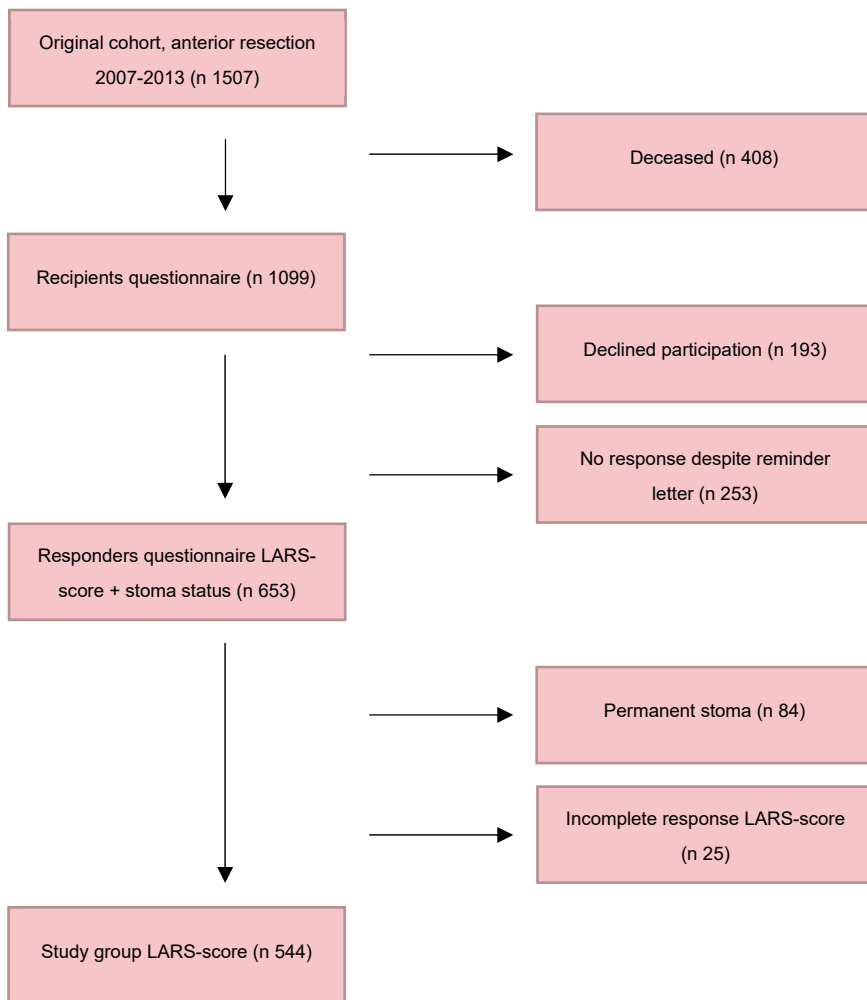 Original cohort, anterior resection
2007-2013 (n 1507)
Deceased (n 408)
Recipients questionnaire (n 1099)
Declined participation (n 193)
No response despite reminder
letter (n 253)
Responders questionnaire LARS-
score + stoma status (n 653)
Permanent stoma (n 84)
Incomplete response LARS-score
(n 25)
Study group LARS-score (n 544)